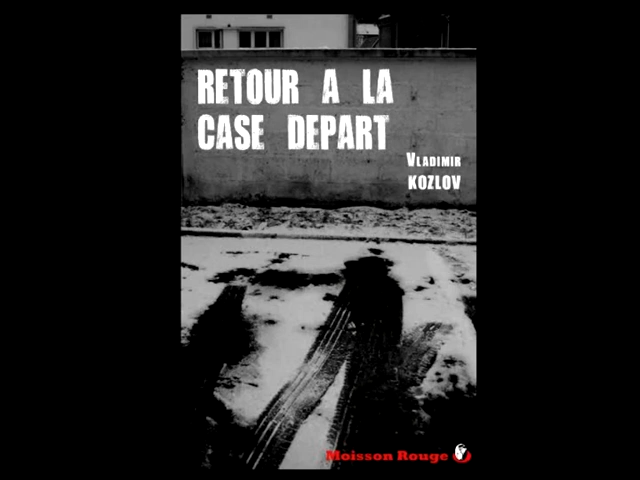 RETOUR A LA
CASE DEPART
Vladimir
KOZLOV
Moisson Rouge